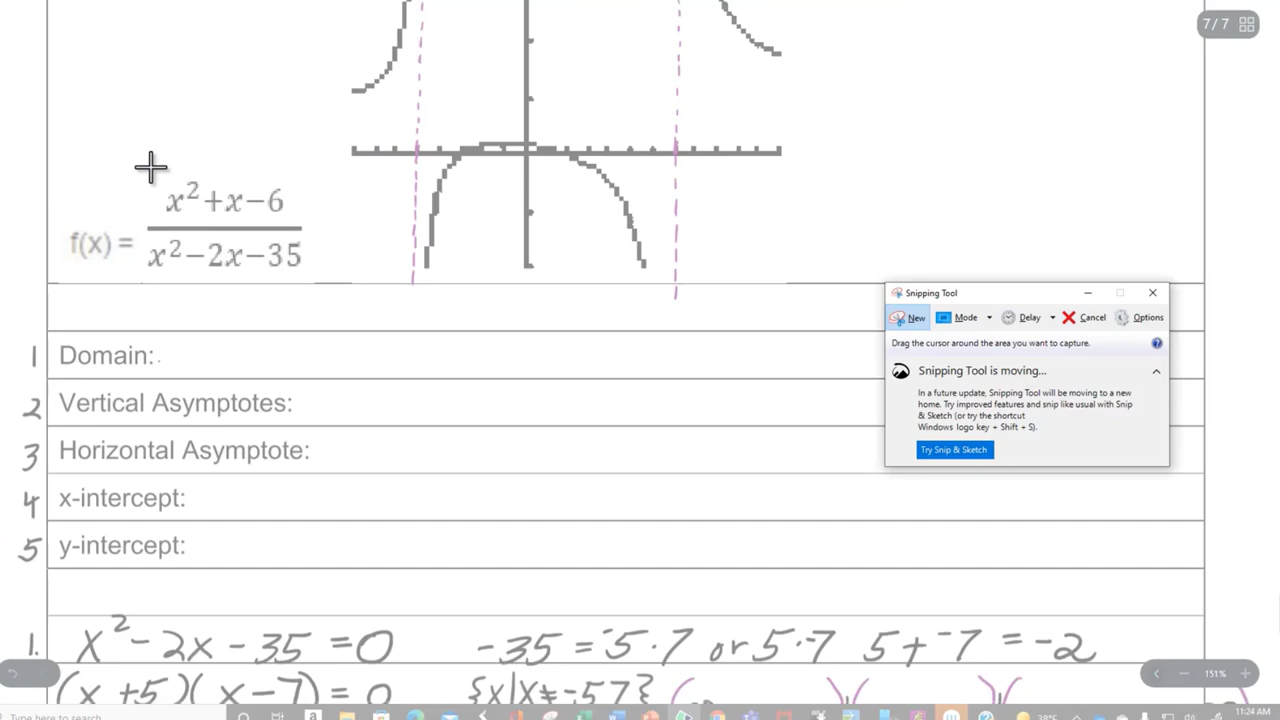 7/ 7
x²+x−6
f(x) =
x²−2x−35
Snipping Tool
New Mode Delay Cancel Options
Drag the cursor around the area you want to capture.
Snipping Tool is moving...
In a future update, Snipping Tool will be moving to a new
home. Try improved features and snip like usual with Snip
& Sketch (or try the shortcut
Windows logo key + Shift + S).
Try Snip & Sketch
1 Domain:
2 Vertical Asymptotes:
3 Horizontal Asymptote:
4 x-intercept:
5 y-intercept:
1. x² - 2x - 35 = 0 -35 = -5·7 or 5·-7 5 + -7 = -2
(x +5)(x -7) = 0 {x|x≠-5,7}
151%
Type here to search
38°F
11:24 AM